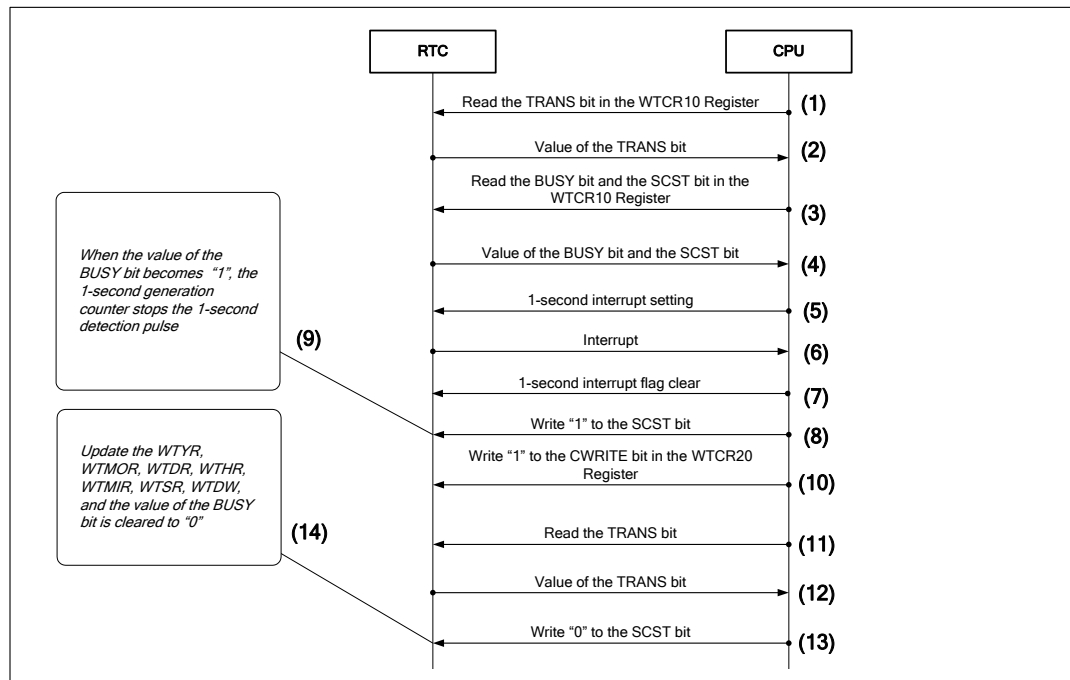 RTC
CPU
Read the TRANS bit in the WTCR10 Register
(1)
Value of the TRANS bit
(2)
Read the BUSY bit and the SCST bit in the
WTCR10 Register
(3)
Value of the BUSY bit and the SCST bit
(4)
1-second interrupt setting
(5)
Interrupt
(6)
1-second interrupt flag clear
(7)
Write “1” to the SCST bit
(8)
When the value of the
BUSY bit becomes “1”, the
1-second generation
counter stops the 1-second
detection pulse
(9)
Write “1” to the CWRITE bit in the WTCR20
Register
(10)
Read the TRANS bit
(11)
Value of the TRANS bit
(12)
Write “0” to the SCST bit
(13)
Update the WTYR,
WTMOR, WTDR, WTHR,
WTMIR, WTSR, WTDW,
and the value of the BUSY
bit is cleared to “0”
(14)